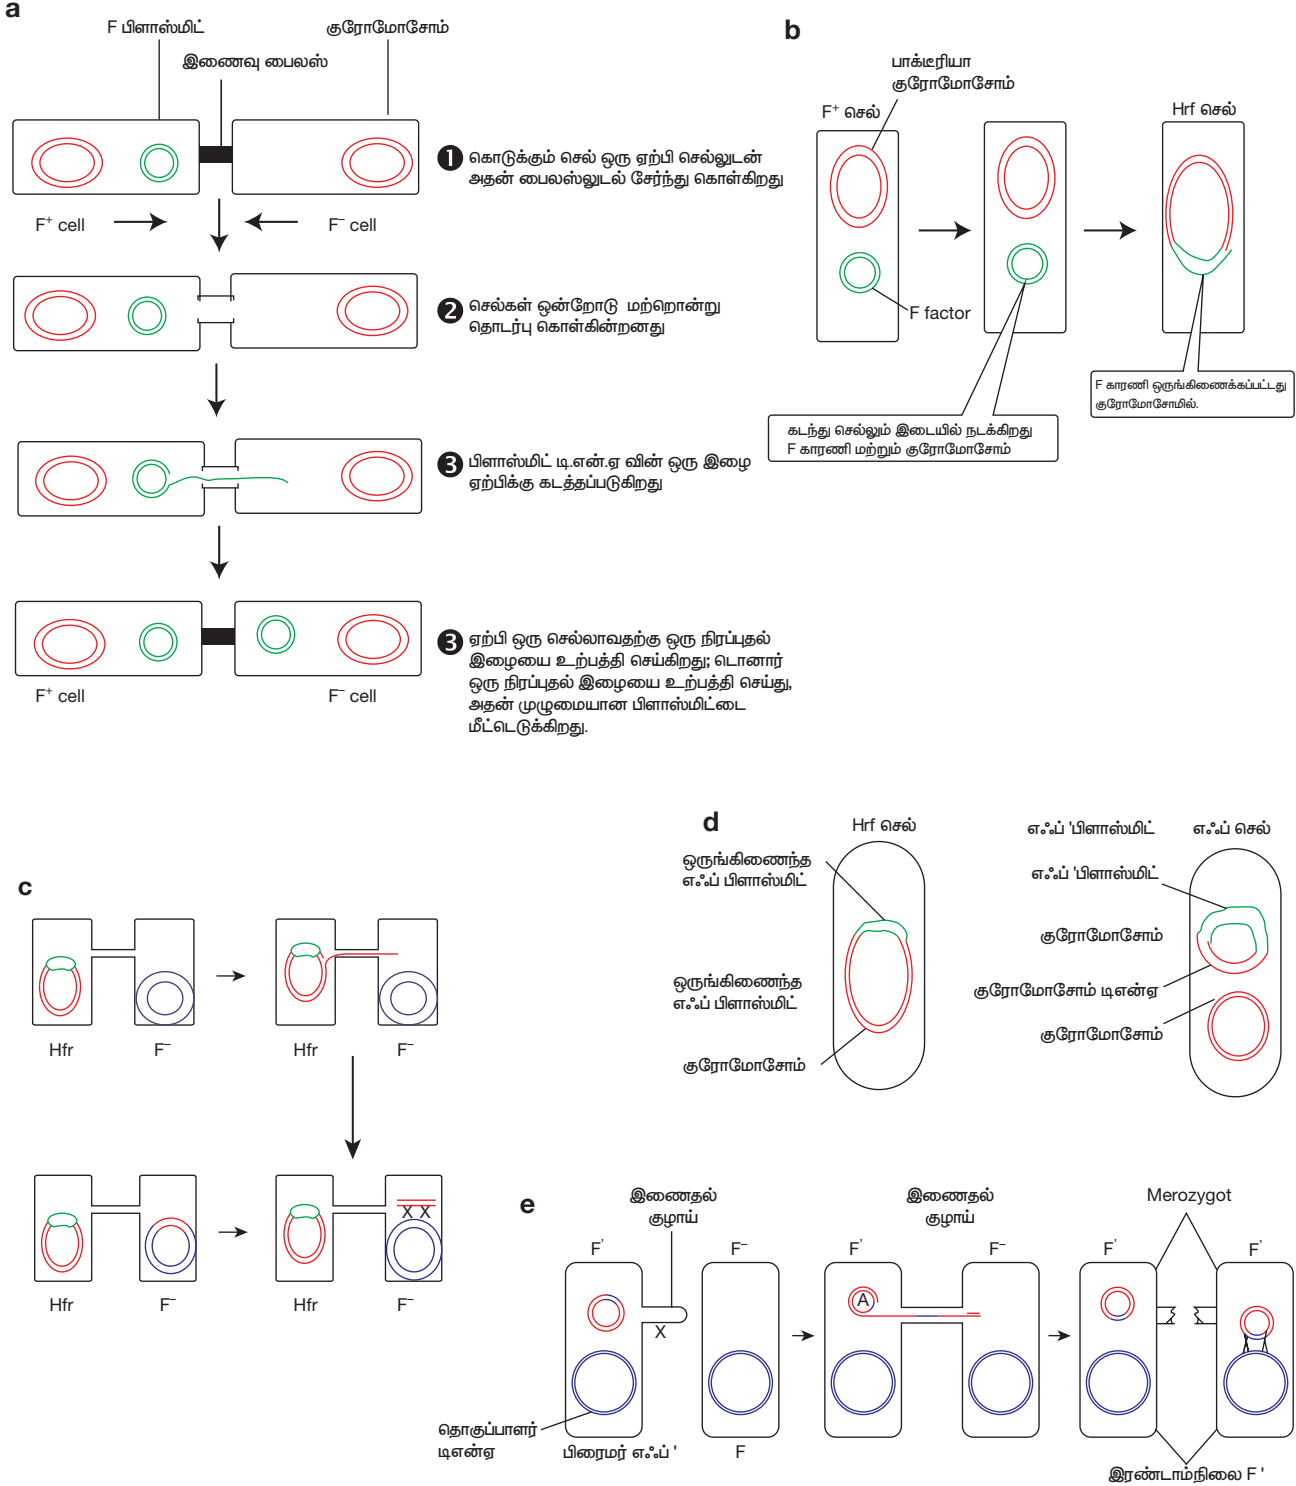 a
F பிளாஸ்மிட்
குரோமோசோம்
இணைவு பைலஸ்
F⁺ cell
F⁻ cell
❶ கொடுக்கும் செல் ஒரு ஏற்பி செல்லுடன்
அதன் பைலஸ்லுடல் சேர்ந்து கொள்கிறது
❷ செல்கள் ஒன்றோடு மற்றொன்று
தொடர்பு கொள்கின்றனது
❸ பிளாஸ்மிட் டி.என்.ஏ வின் ஒரு இழை
ஏற்பிக்கு கடத்தப்படுகிறது
❸ ஏற்பி ஒரு செல்லாவதற்கு ஒரு நிரப்புதல்
இழையை உற்பத்தி செய்கிறது; டொனார்
ஒரு நிரப்புதல் இழையை உற்பத்தி செய்து,
அதன் முழுமையான பிளாஸ்மிட்டை
மீட்டெடுக்கிறது.
F⁺ cell
F⁻ cell
b
பாக்டீரியா
குரோமோசோம்
F⁺ செல்
Hrf செல்
F factor
கடந்து செல்லும் இடையில் நடக்கிறது
F காரணி மற்றும் குரோமோசோம்
F காரணி ஒருங்கிணைக்கப்பட்டது
குரோமோசோமில்.
c
Hfr
F⁻
Hfr
F⁻
Hfr
F⁻
X X
Hfr
F⁻
d
Hrf செல்
எஃப் 'பிளாஸ்மிட்
எஃப் செல்
ஒருங்கிணைந்த
எஃப் பிளாஸ்மிட்
ஒருங்கிணைந்த
எஃப் பிளாஸ்மிட்
குரோமோசோம்
எஃப் 'பிளாஸ்மிட்
குரோமோசோம்
குரோமோசோம் டிஎன்ஏ
குரோமோசோம்
e
இணைதல்
குழாய்
இணைதல்
குழாய்
Merozygot
F'
F⁻
F'
F⁻
F'
F'
A
X
தொகுப்பாளர்
டிஎன்ஏ
பிரைமர் எஃப் '
F
இரண்டாம்நிலை F '